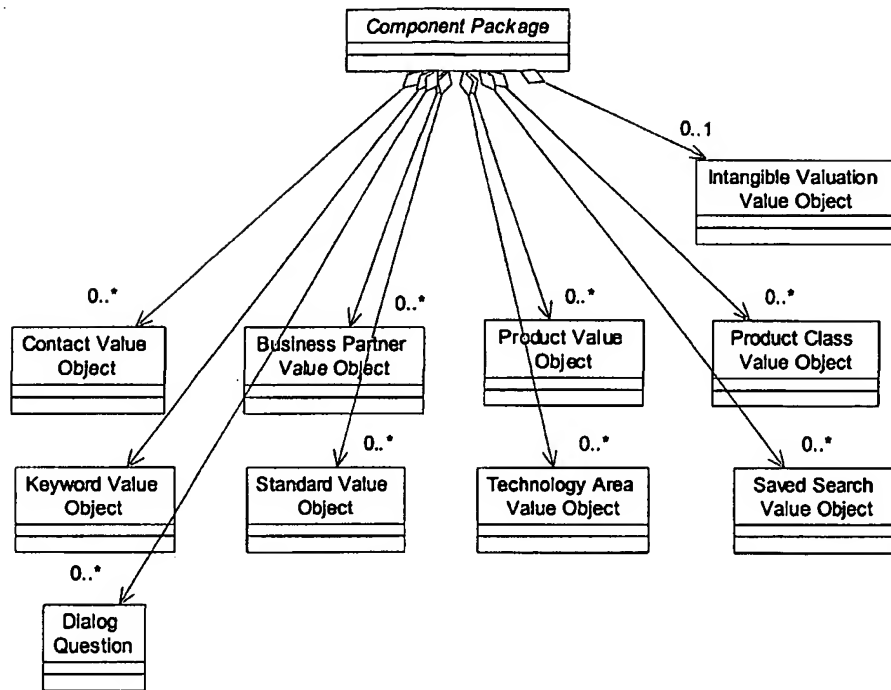 Component Package
0..1
Intangible Valuation
Value Object
0..*
0..*
0..*
0..*
Contact Value
Object
Business Partner
Value Object
Product Value
Object
Product Class
Value Object
0..*
0..*
0..*
Keyword Value
Object
Standard Value
Object
Technology Area
Value Object
Saved Search
Value Object
0..*
Dialog
Question